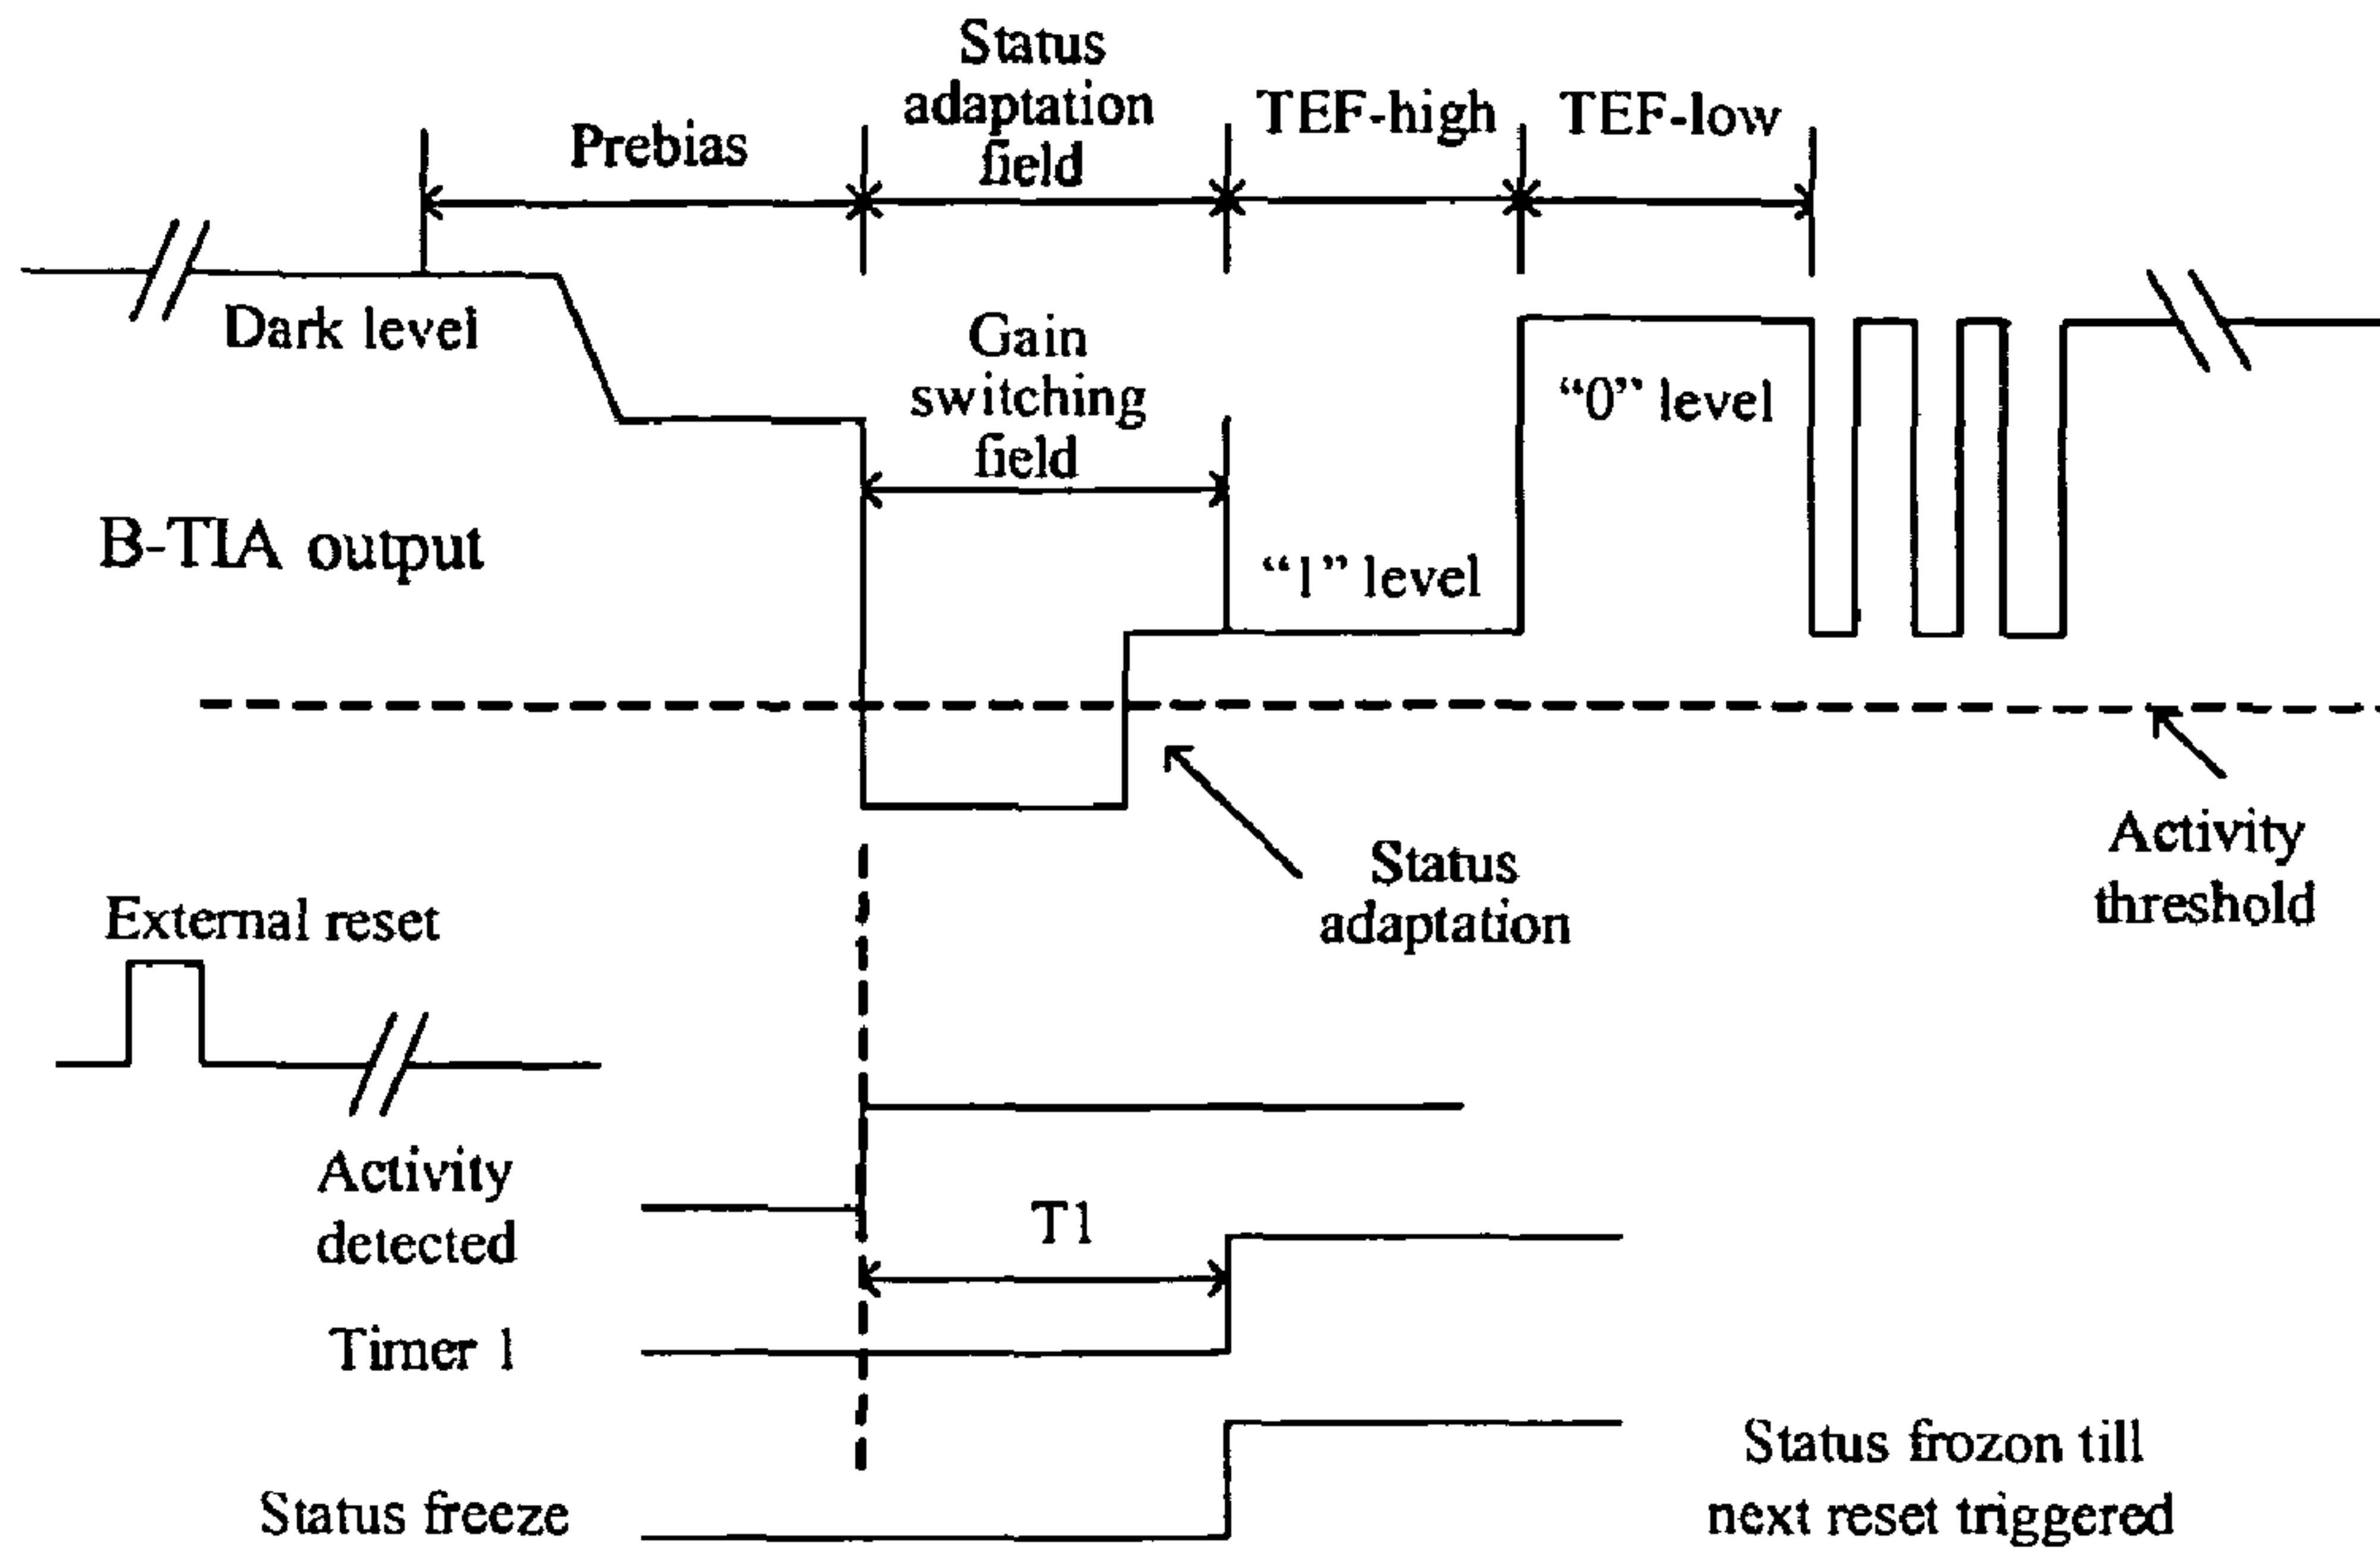 Status
adaptation
field
Prebias
TEF-high
TEF-low
Dark level
Gain
switching
field
"0" level
B-TIA output
"1" level
Status
adaptation
Activity
threshold
External reset
Activity
detected
T1
Timer 1
Status freeze
Status frozon till
next reset triggered